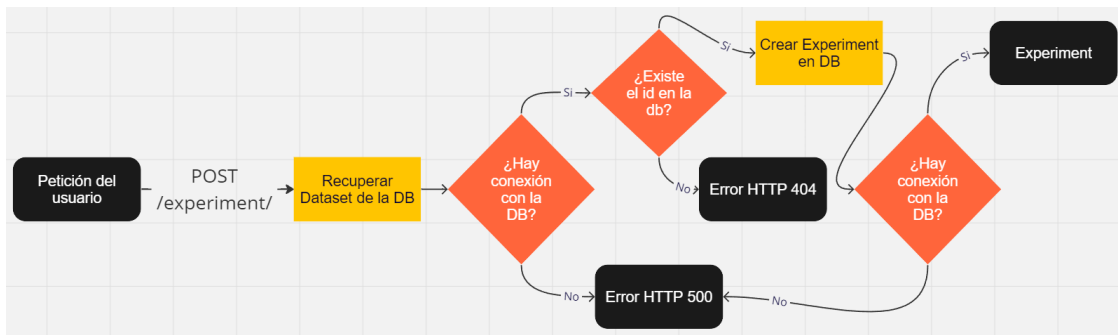 Petición del
usuario
POST
/experiment/
Recuperar
Dataset de la DB
¿Hay
conexión
con la
DB?
Si
¿Existe
el id en la
db?
Si
Crear Experiment
en DB
No
Error HTTP 404
¿Hay
conexión
con la
DB?
Si
Experiment
No
Error HTTP 500
No